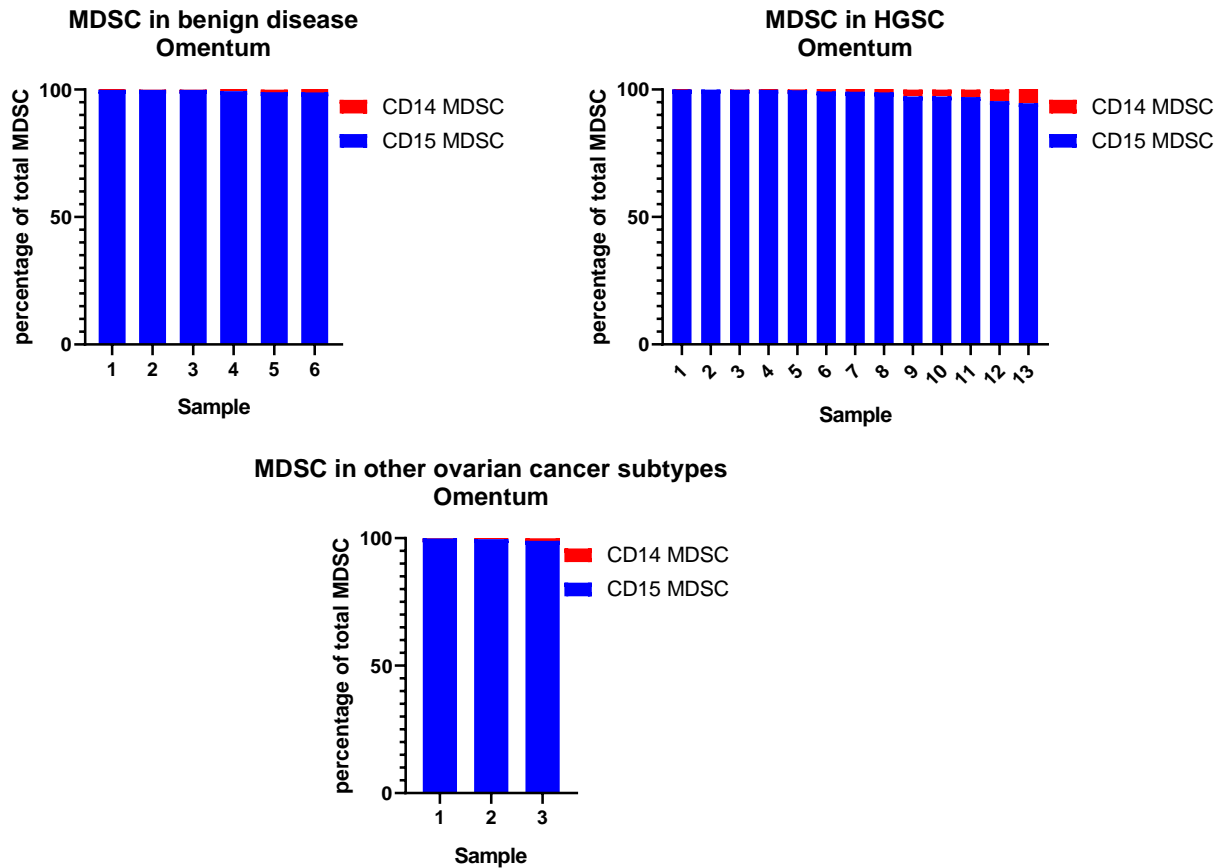 MDSC in benign disease
Omentum
percentage of total MDSC
100
50
0
1 2 3 4 5 6
Sample
CD14 MDSC
CD15 MDSC
MDSC in HGSC
Omentum
percentage of total MDSC
100
50
0
1 2 3 4 5 6 7 8 9 10 11 12 13
Sample
CD14 MDSC
CD15 MDSC
MDSC in other ovarian cancer subtypes
Omentum
percentage of total MDSC
100
50
0
1 2 3
Sample
CD14 MDSC
CD15 MDSC